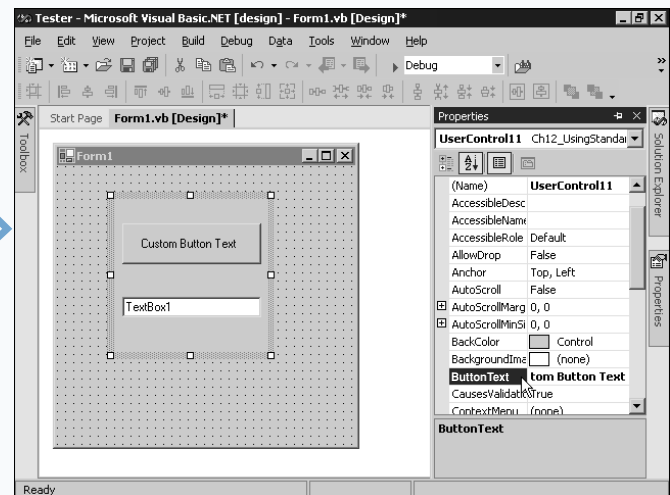 Tester - Microsoft Visual Basic.NET [design] - Form1.vb [Design]*
File Edit View Project Build Debug Data Tools Window Help
Debug
Start Page Form1.vb [Design]*
Toolbox
Form1
Custom Button Text
TextBox1
Properties
UserControl11 Ch12_UsingStandar
(Name) UserControl11
AccessibleDesc
AccessibleName
AccessibleRole Default
AllowDrop False
Anchor Top, Left
AutoScroll False
AutoScrollMarg 0, 0
AutoScrollMinSi 0, 0
BackColor Control
BackgroundIma (none)
ButtonText tom Button Text
CausesValidati True
ContextMenu (none)
ButtonText
Solution Explorer
Properties
Ready